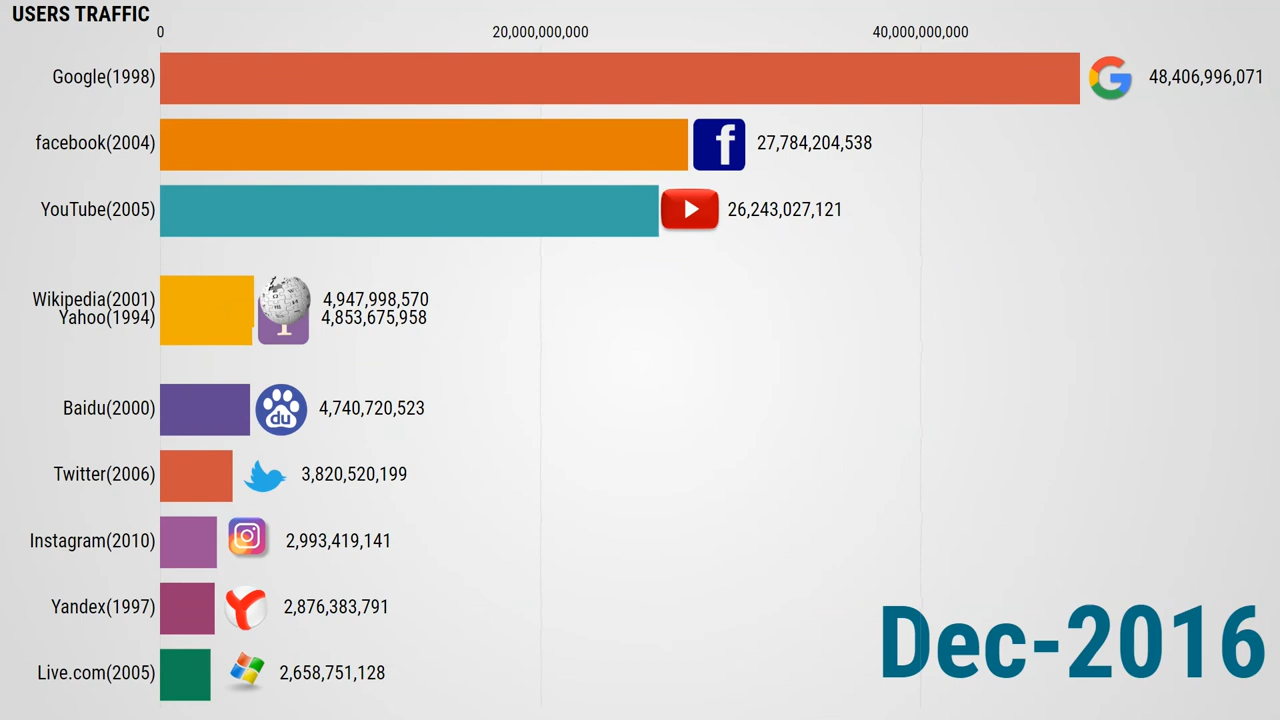 USERS TRAFFIC
0 20,000,000,000 40,000,000,000
Google(1998) G 48,406,996,071
facebook(2004) f 27,784,204,538
YouTube(2005) 26,243,027,121
Wikipedia(2001) 4,947,998,570
Yahoo(1994) 4,853,675,958
Baidu(2000) du 4,740,720,523
Twitter(2006) 3,820,520,199
Instagram(2010) 2,993,419,141
Yandex(1997) Y 2,876,383,791
Live.com(2005) 2,658,751,128
Dec-2016